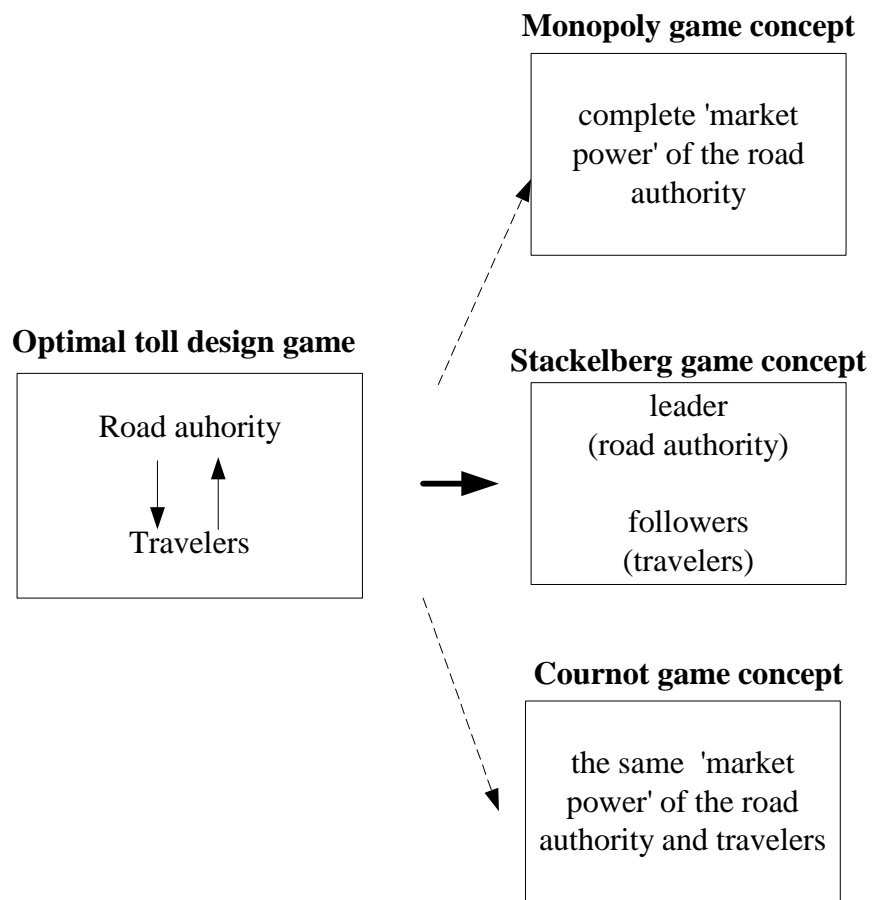 Monopoly game concept
complete 'market
power' of the road
authority
Optimal toll design game
Road auhority
Travelers
Stackelberg game concept
leader
(road authority)
followers
(travelers)
Cournot game concept
the same 'market
power' of the road
authority and travelers